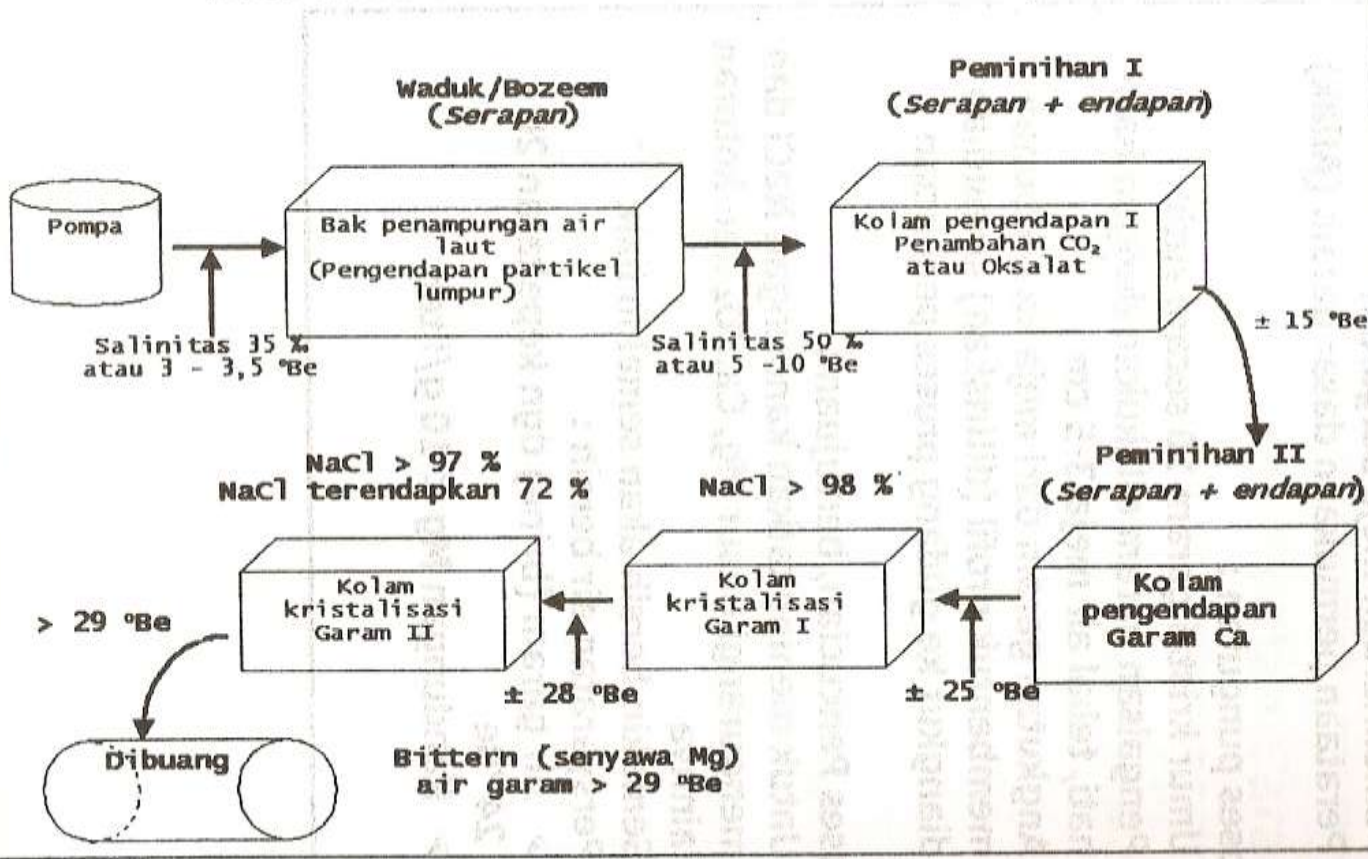 Waduk/Bozeem
(Serapan)
Peminihan I
(Serapan + endapan)
Pompa
Bak penampungan air
laut
(Pengendapan partikel
lumpur)
Kolam pengendapan I
Penambahan CO₂
atau Oksalat
Salinitas 35 ‰
atau 3 - 3,5 °Be
Salinitas 50 ‰
atau 5 -10 °Be
± 15 °Be
Peminihan II
(Serapan + endapan)
NaCl > 97 %
NaCl terendapkan 72 %
NaCl > 98 %
Kolam
kristalisasi
Garam II
Kolam
kristalisasi
Garam I
Kolam
pengendapan
Garam Ca
> 29 °Be
± 28 °Be
± 25 °Be
Dibuang
Bittern (senyawa Mg)
air garam > 29 °Be